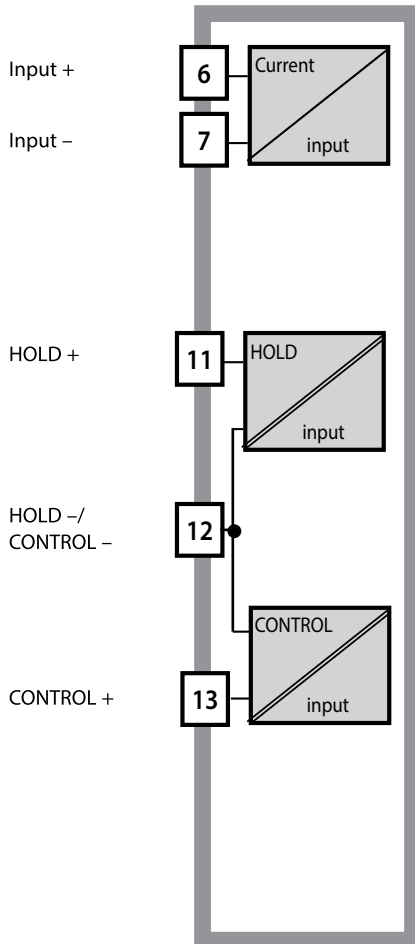 Input +
6
Current
input
Input –
7
HOLD +
11
HOLD
input
HOLD –/
CONTROL –
12
CONTROL
input
CONTROL +
13